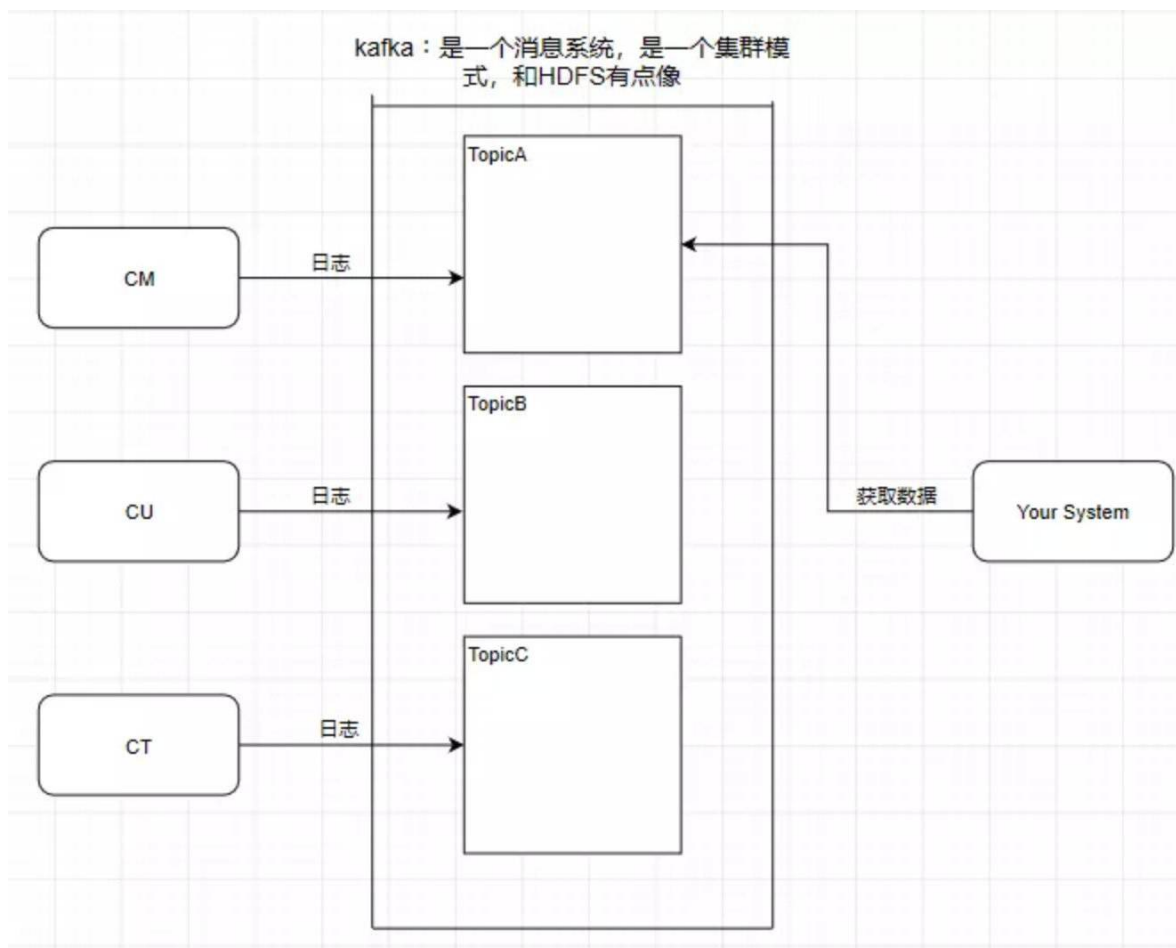 kafka：是一个消息系统，是一个集群模
式，和HDFS有点像
TopicA
CM
日志
TopicB
CU
日志
获取数据
Your System
TopicC
CT
日志